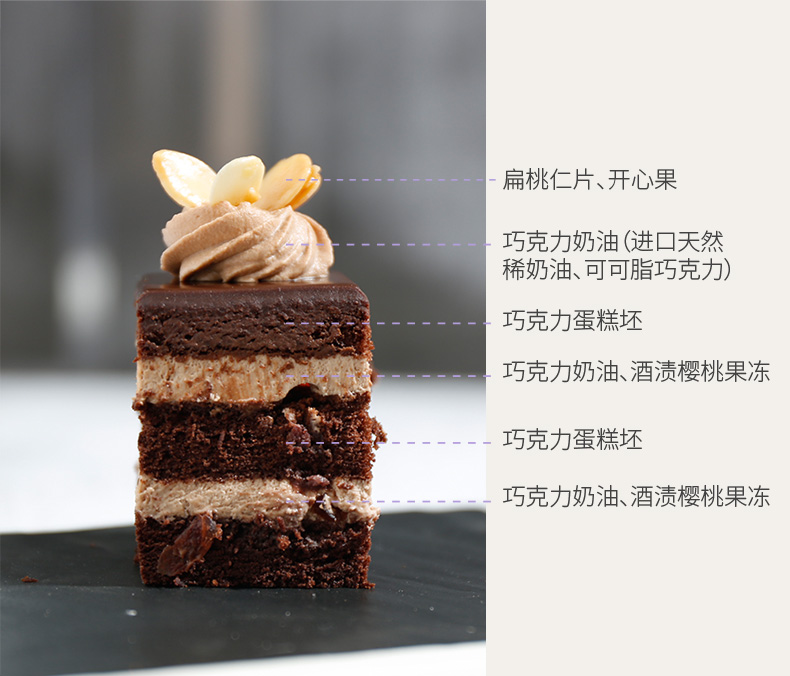 扁桃仁片、开心果
巧克力奶油（进口天然
稀奶油、可可脂巧克力）
巧克力蛋糕坯
巧克力奶油、酒渍樱桃果冻
巧克力蛋糕坯
巧克力奶油、酒渍樱桃果冻